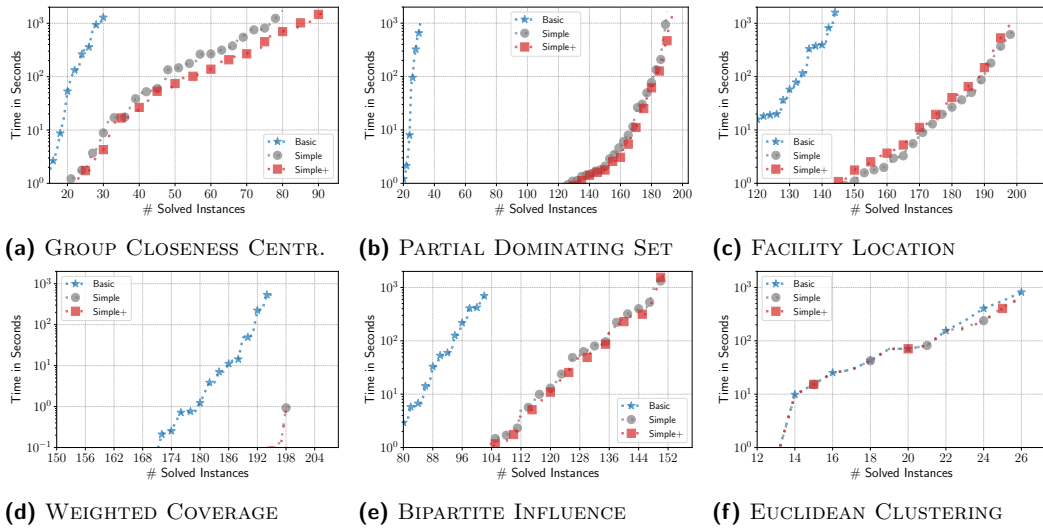 Time in Seconds
10³
10²
10¹
10⁰
Basic
Simple
Simple+
20 30 40 50 60 70 80 90
# Solved Instances
(a) GROUP CLOSENESS CENTR.
Time in Seconds
10³
10²
10¹
10⁰
Basic
Simple
Simple+
20 40 60 80 100 120 140 160 180 200
# Solved Instances
(b) PARTIAL DOMINATING SET
Time in Seconds
10³
10²
10¹
10⁰
Basic
Simple
Simple+
120 130 140 150 160 170 180 190 200
# Solved Instances
(c) FACILITY LOCATION
Time in Seconds
10³
10²
10¹
10⁰
10⁻¹
Basic
Simple
Simple+
150 156 162 168 174 180 186 192 198 204
# Solved Instances
(d) WEIGHTED COVERAGE
Time in Seconds
10³
10²
10¹
10⁰
Basic
Simple
Simple+
80 88 96 104 112 120 128 136 144 152
# Solved Instances
(e) BIPARTITE INFLUENCE
Time in Seconds
10³
10²
10¹
10⁰
Basic
Simple
Simple+
12 14 16 18 20 22 24 26
# Solved Instances
(f) EUCLIDEAN CLUSTERING